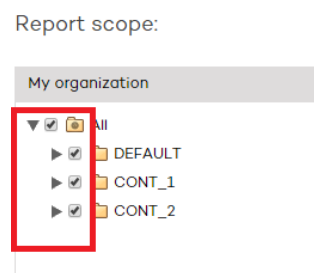 Report scope:
My organization
All
DEFAULT
CONT_1
CONT_2